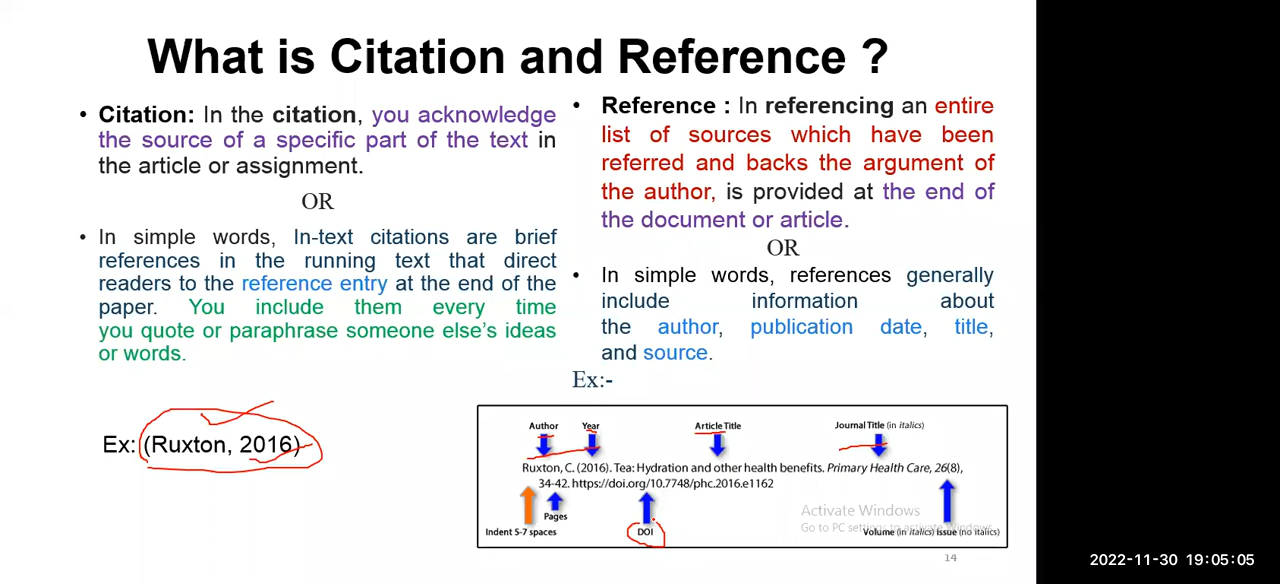 What is Citation and Reference ?
• Citation: In the citation, you acknowledge
the source of a specific part of the text in
the article or assignment.
OR
• In simple words, In-text citations are brief
references in the running text that direct
readers to the reference entry at the end of the
paper. You include them every time
you quote or paraphrase someone else's ideas
or words.
Ex: (Ruxton, 2016)
• Reference : In referencing an entire
list of sources which have been
referred and backs the argument of
the author, is provided at the end of
the document or article.
OR
• In simple words, references generally
include information about
the author, publication date, title,
and source.
Ex:-
Author Year Article Title Journal Title (in italics)
Ruxton, C. (2016). Tea: Hydration and other health benefits. Primary Health Care, 26(8),
34-42. https://doi.org/10.7748/phc.2016.e1162
Pages
Indent 5-7 spaces DOI Volume (in italics) Issue (no italics)
Activate Windows
Go to PC settings to activate Windows.
14
2022-11-30 19:05:05